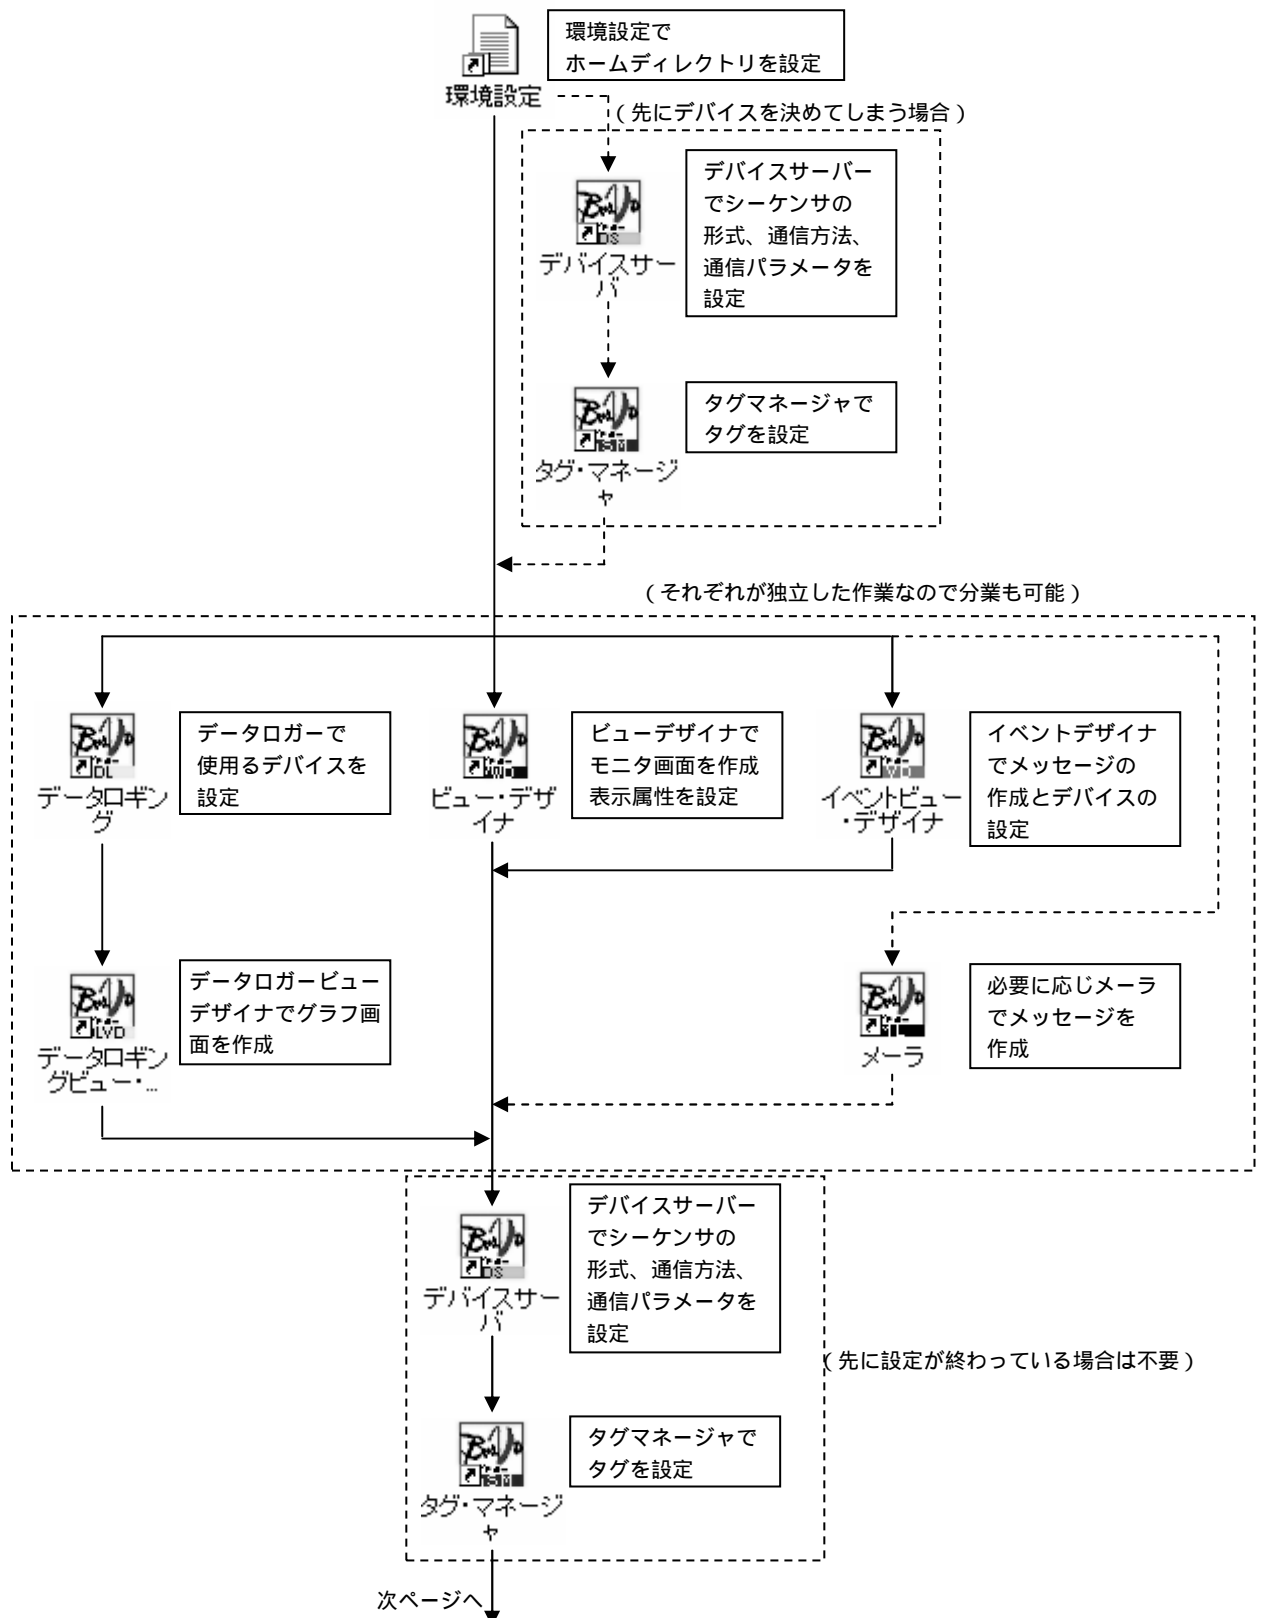 環境設定で
ホームディレクトリを設定
環境設定
（先にデバイスを決めてしまう場合）
デバイスサーバー
でシーケンサの
形式、通信方法、
通信パラメータを
設定
DS
デバイスサー
バ
タグマネージャで
タグを設定
タグ・マネージ
ャ
（それぞれが独立した作業なので分業も可能）
データロガーで
使用るデバイスを
設定
DL
データロギン
グ
ビューデザイナで
モニタ画面を作成
表示属性を設定
ビュー・デザ
イナ
イベントデザイナ
でメッセージの
作成とデバイスの
設定
イベントビュー
・デザイナ
データロガービュー
デザイナでグラフ画
面を作成
LVD
データロギン
グビュー・...
必要に応じメーラ
でメッセージを
作成
メーラ
デバイスサーバー
でシーケンサの
形式、通信方法、
通信パラメータを
設定
DS
デバイスサー
バ
（先に設定が終わっている場合は不要）
タグマネージャで
タグを設定
タグ・マネージ
ャ
次ページへ